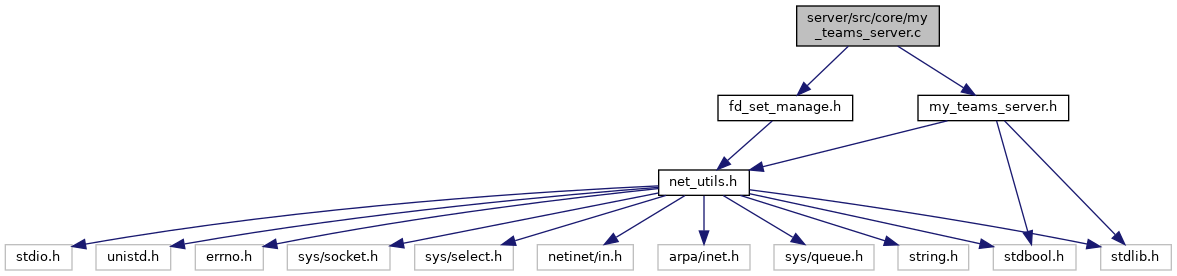 server/src/core/my
_teams_server.c
fd_set_manage.h
my_teams_server.h
net_utils.h
stdio.h
unistd.h
errno.h
sys/socket.h
sys/select.h
netinet/in.h
arpa/inet.h
sys/queue.h
string.h
stdbool.h
stdlib.h